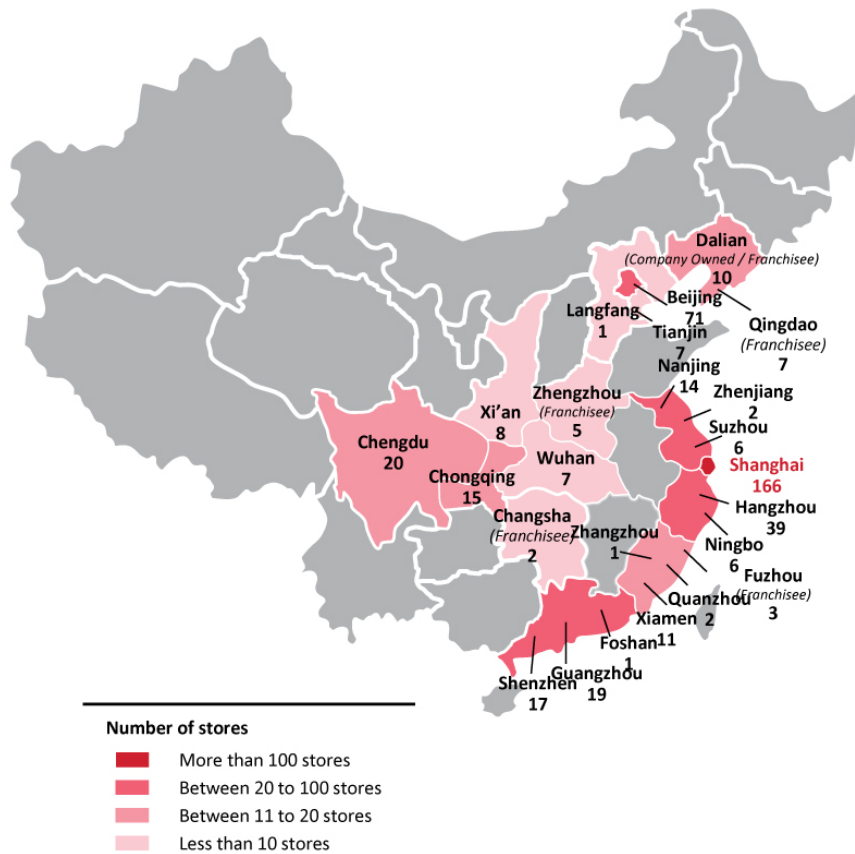 Dalian
(Company Owned / Franchisee)
10
Beijing
71
Langfang
1
Tianjin
7
Qingdao
(Franchisee)
7
Nanjing
14
Zhenjiang
2
Suzhou
6
Zhengzhou
(Franchisee)
5
Xi’an
8
Chengdu
20
Chongqing
15
Wuhan
7
Shanghai
166
Hangzhou
39
Ningbo
6
Changsha
(Franchisee)
2
Zhangzhou
1
Fuzhou
(Franchisee)
3
Quanzhou
2
Xiamen
11
Foshan
1
Guangzhou
19
Shenzhen
17
Number of stores
More than 100 stores
Between 20 to 100 stores
Between 11 to 20 stores
Less than 10 stores